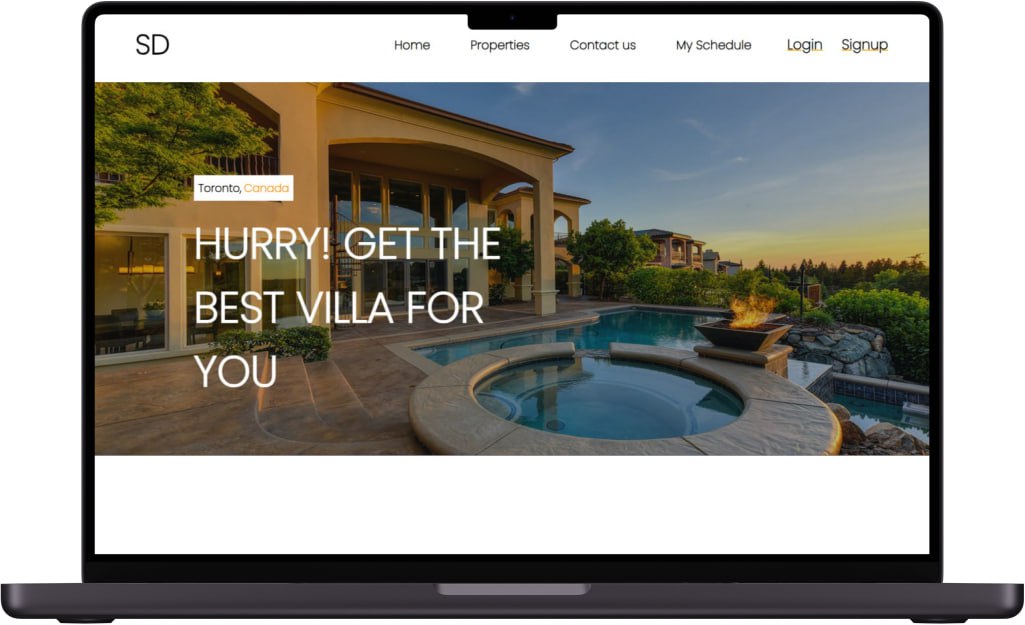 SD
Home Properties Contact us My Schedule Login Signup
Toronto, Canada
HURRY! GET THE
BEST VILLA FOR
YOU